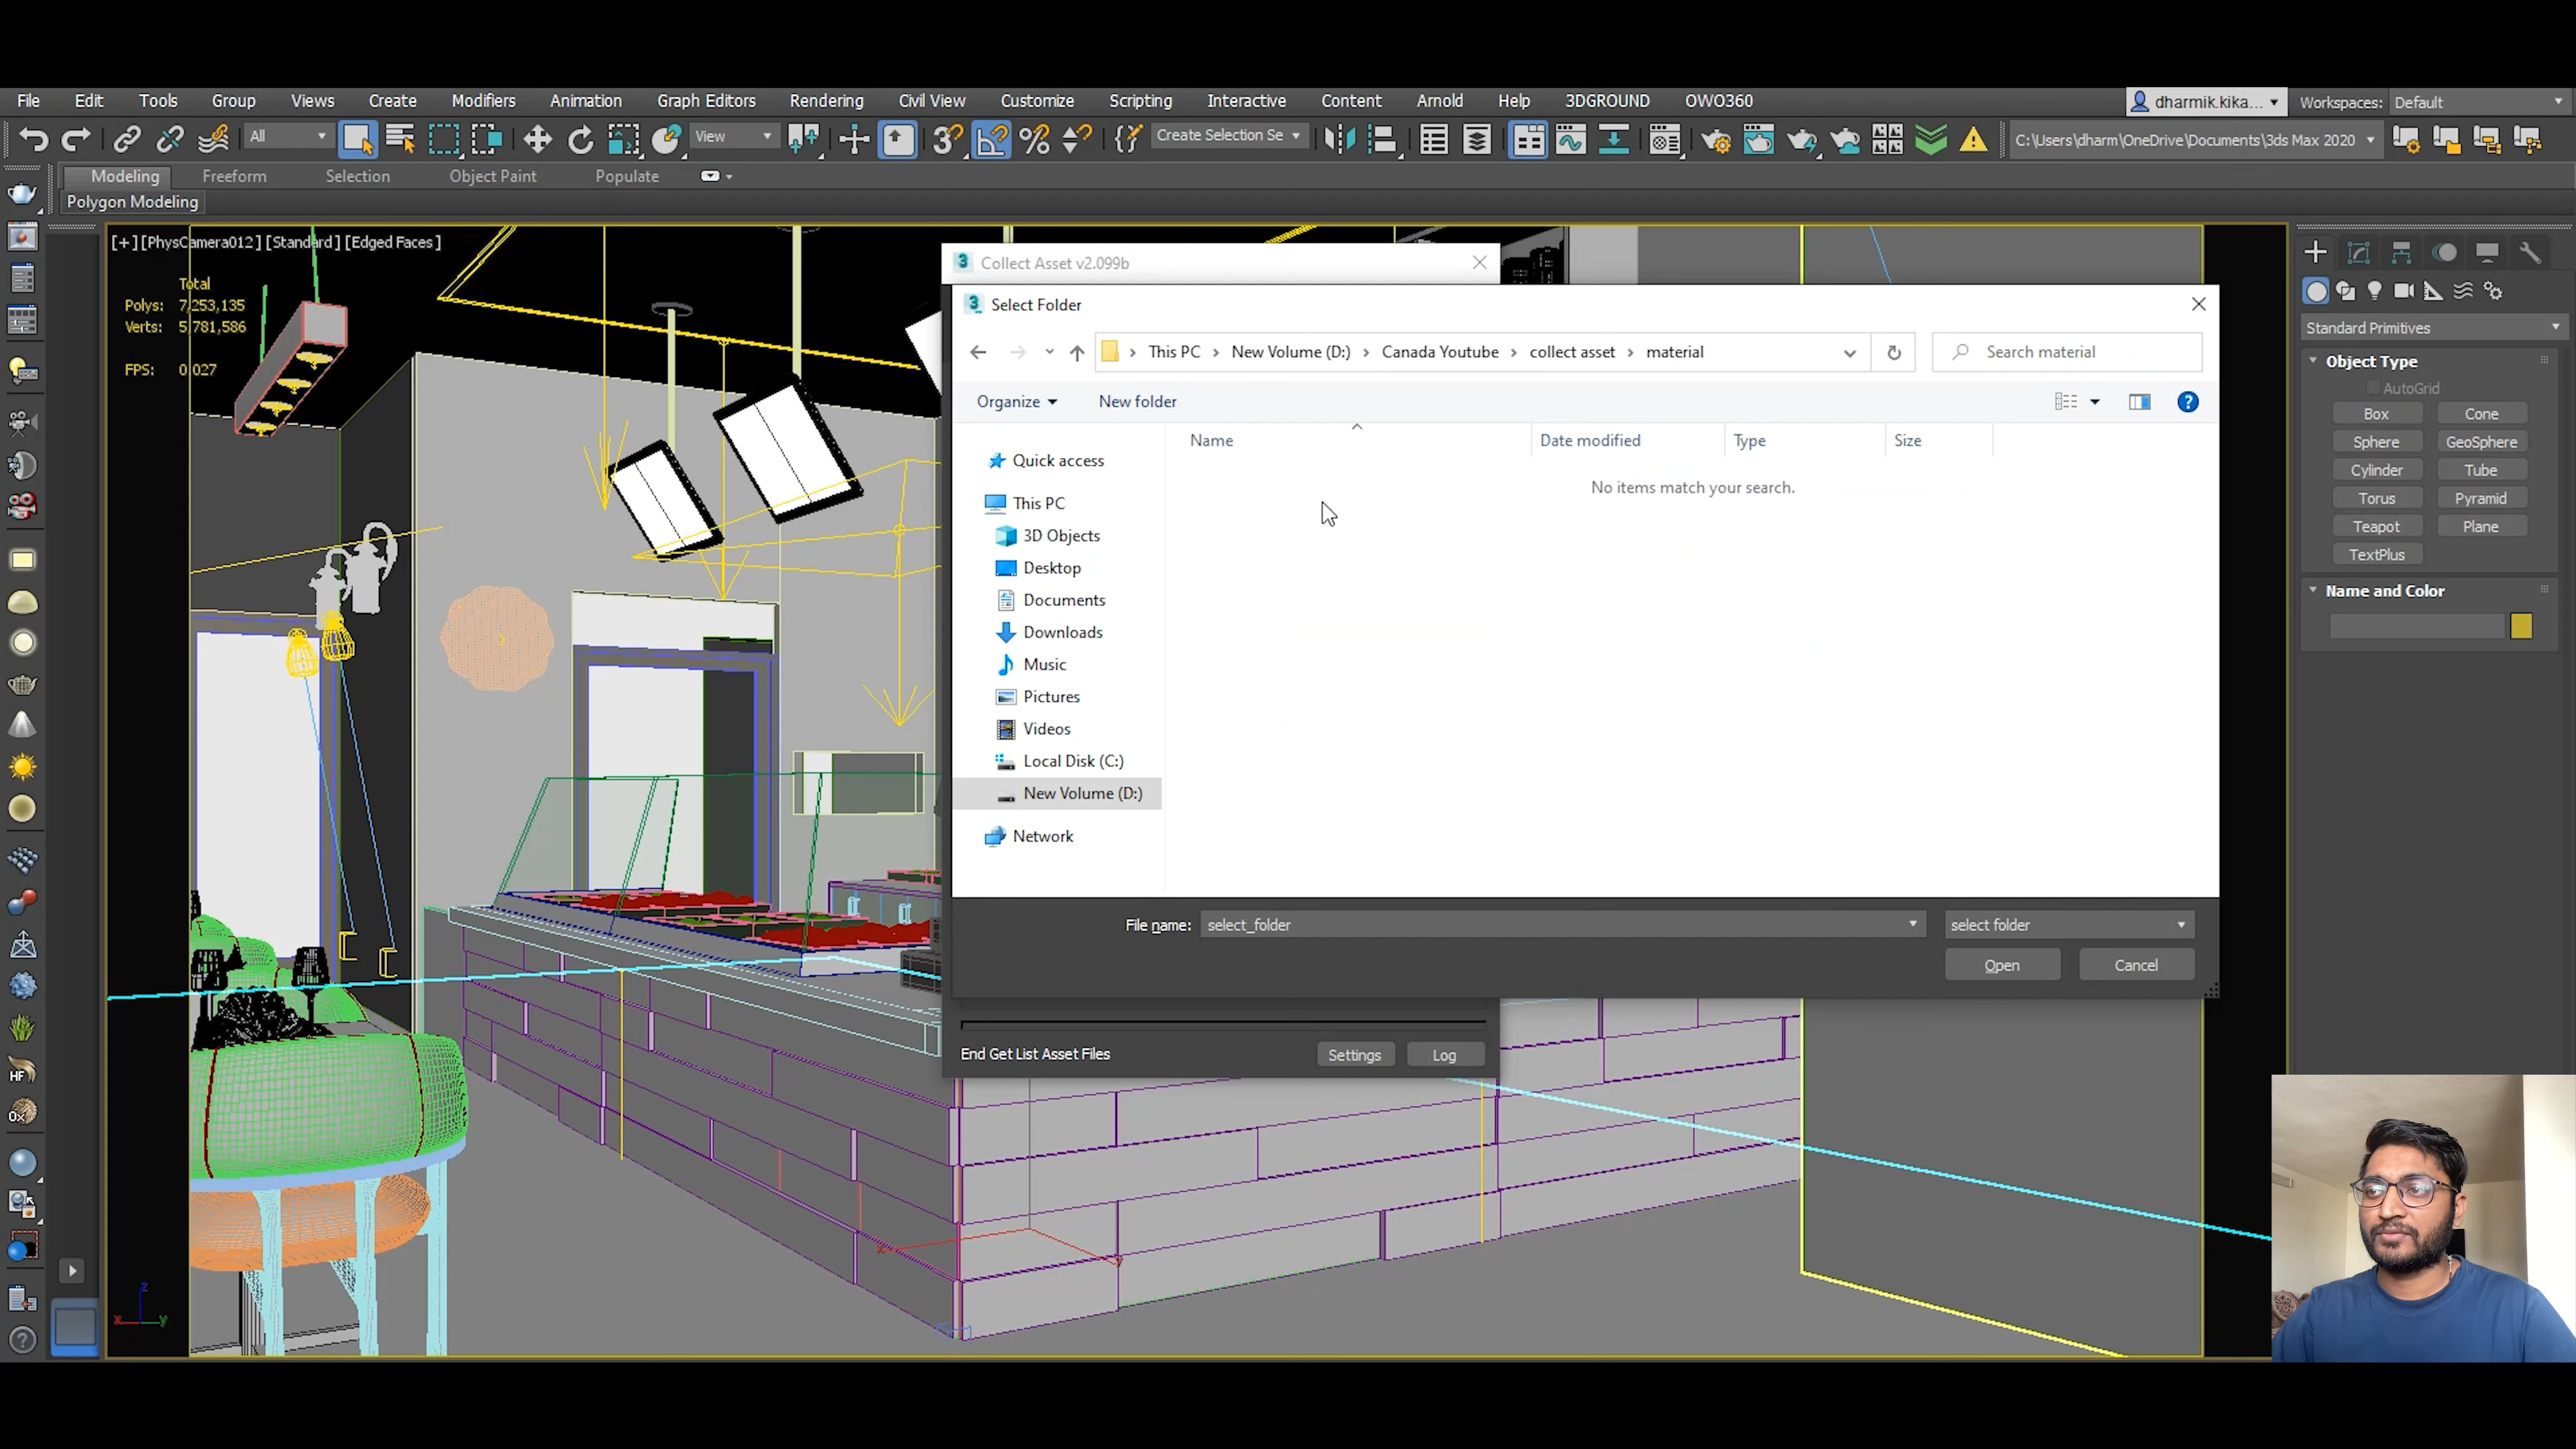 File Edit Tools Group Views Create Modifiers Animation Graph Editors Rendering Civil View Customize Scripting Interactive Content Arnold Help 3DGROUND OWO360 dharmik.kika... Workspaces: Default
All View Create Selection Se C:\Users\dharm\OneDrive\Documents\3ds Max 2020
Modeling Freeform Selection Object Paint Populate
Polygon Modeling
[+][PhysCamera012][Standard][Edged Faces]
Total
Polys: 7,253,135
Verts: 5,781,586
FPS: 0.027
Collect Asset v2.099b
Select Folder
This PC New Volume (D:) Canada Youtube collect asset material Search material
Organize New folder
Name Date modified Type Size
No items match your search.
Quick access
This PC
3D Objects
Desktop
Documents
Downloads
Music
Pictures
Videos
Local Disk (C:)
New Volume (D:)
Network
File name: select_folder select folder
Open Cancel
End Get List Asset Files Settings Log
Standard Primitives
Object Type
AutoGrid
Box Cone
Sphere GeoSphere
Cylinder Tube
Torus Pyramid
Teapot Plane
TextPlus
Name and Color
HF
Ox
z
x y